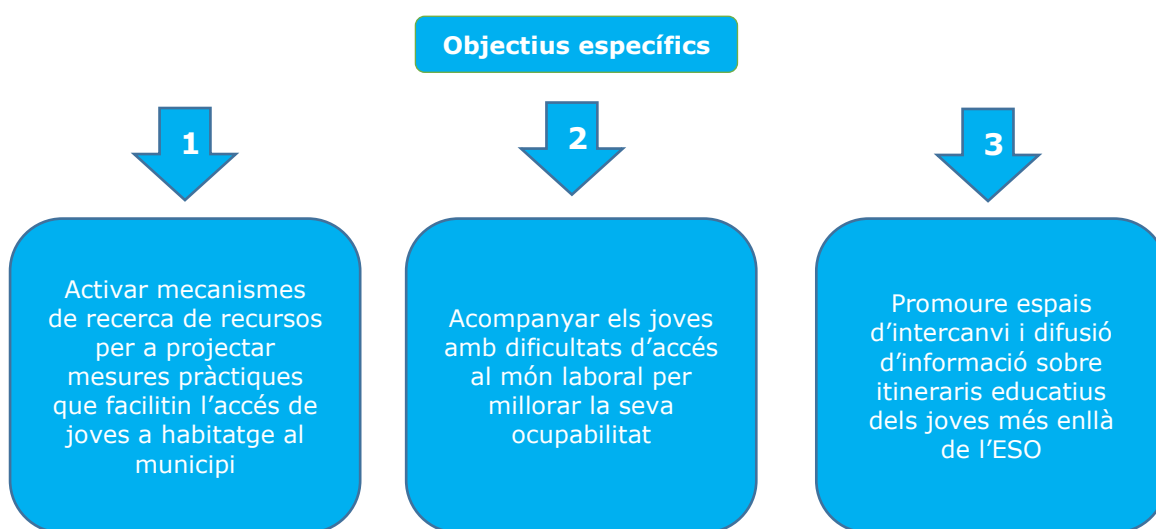 Objectius específics
1
2
3
Activar mecanismes
de recerca de recursos
per a projectar
mesures pràctiques
que facilitin l’accés de
joves a habitatge al
municipi
Acompanyar els joves
amb dificultats d’accés
al món laboral per
millorar la seva
ocupabilitat
Promoure espais
d’intercanvi i difusió
d’informació sobre
itineraris educatius
dels joves més enllà
de l’ESO